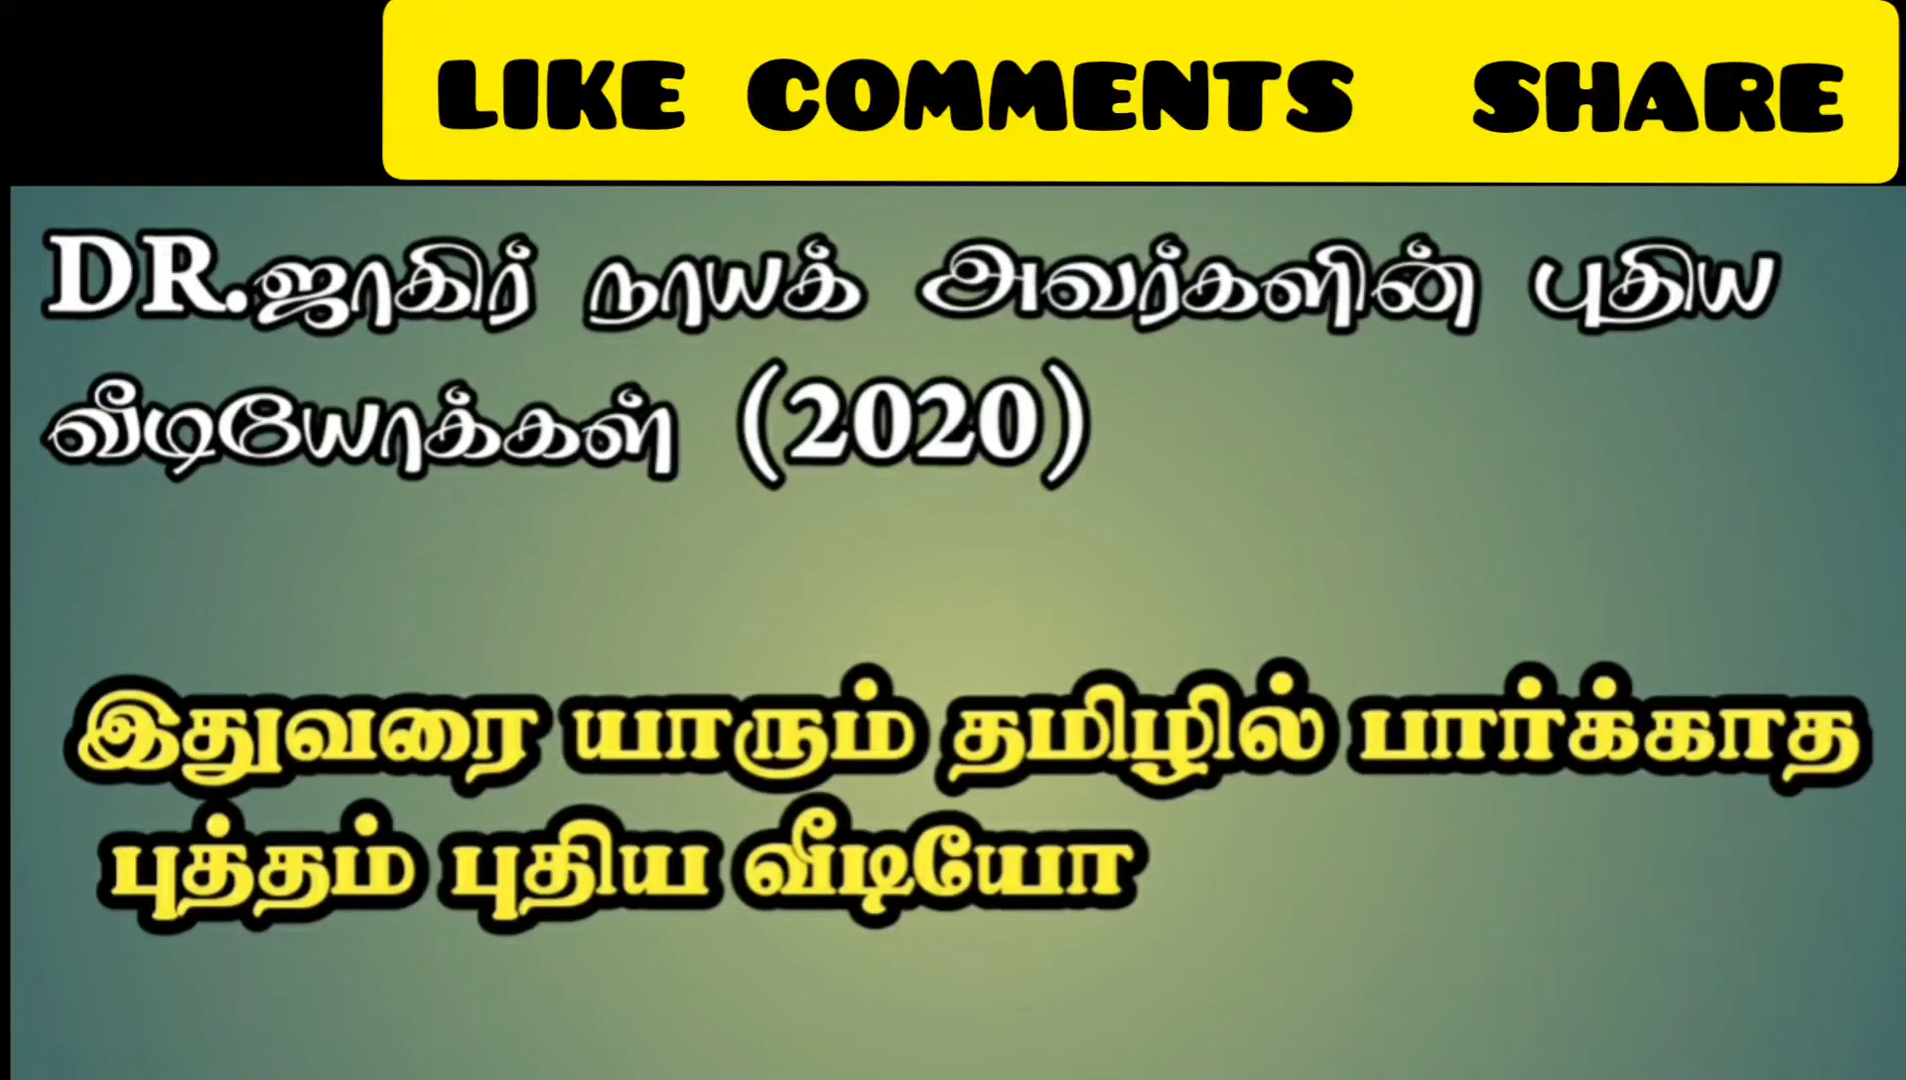 LIKE COMMENTS SHARE
DR.ஜாகிர் நாயக் அவர்களின் புதிய
வீடியோக்கள் (2020)
இதுவரை யாரும் தமிழில் பார்க்காத
புத்தம் புதிய வீடியோ